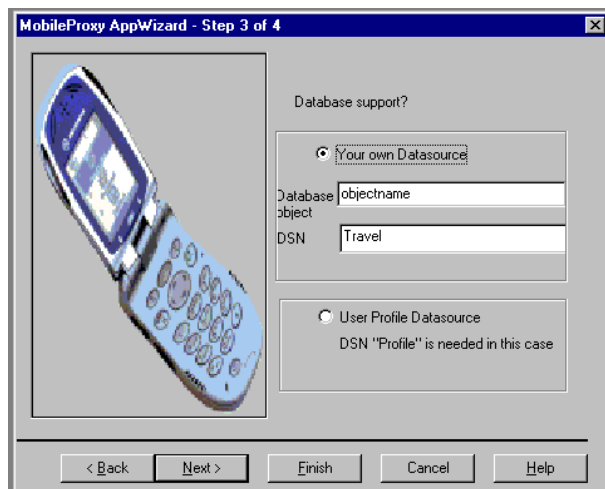 MobileProxy AppWizard - Step 3 of 4
Database support?
Your own Datasource
Database object
objectname
DSN
Travel
User Profile Datasource
DSN "Profile" is needed in this case
< Back
Next >
Finish
Cancel
Help